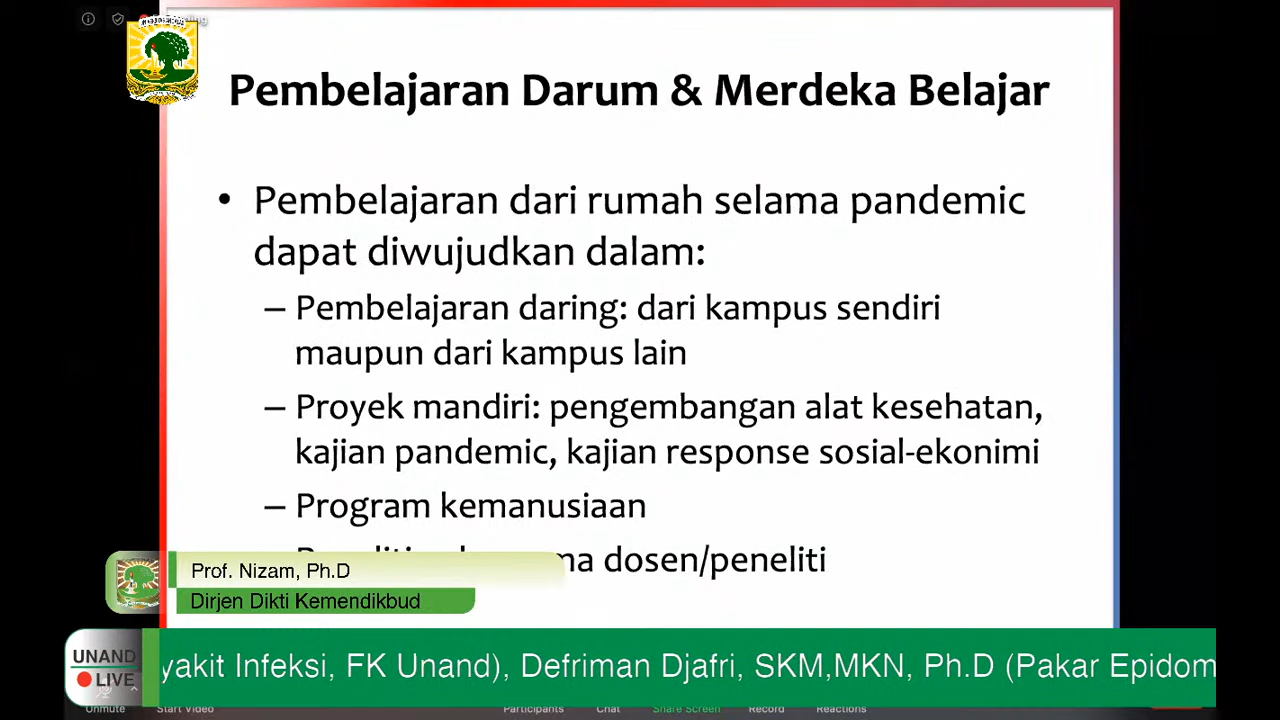 Pembelajaran Darum & Merdeka Belajar
• Pembelajaran dari rumah selama pandemic
dapat diwujudkan dalam:
– Pembelajaran daring: dari kampus sendiri
maupun dari kampus lain
– Proyek mandiri: pengembangan alat kesehatan,
kajian pandemic, kajian response sosial-ekonimi
– Program kemanusiaan
dosen/peneliti
Prof. Nizam, Ph.D
Dirjen Dikti Kemendikbud
UNAND
LIVE
yakit Infeksi, FK Unand), Defriman Djafri, SKM,MKN, Ph.D (Pakar Epidom
Unmute Start Video Participants Chat Share Screen Record Reactions